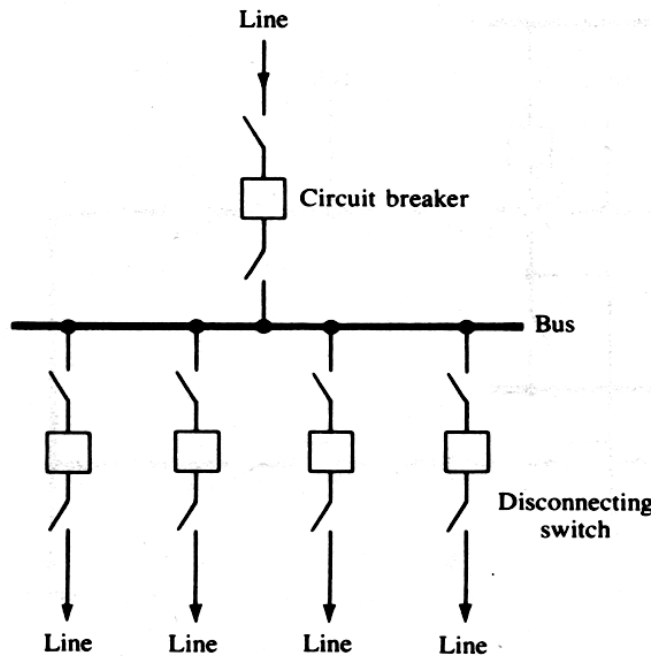 Line
Circuit breaker
Bus
Disconnecting
switch
Line
Line
Line
Line